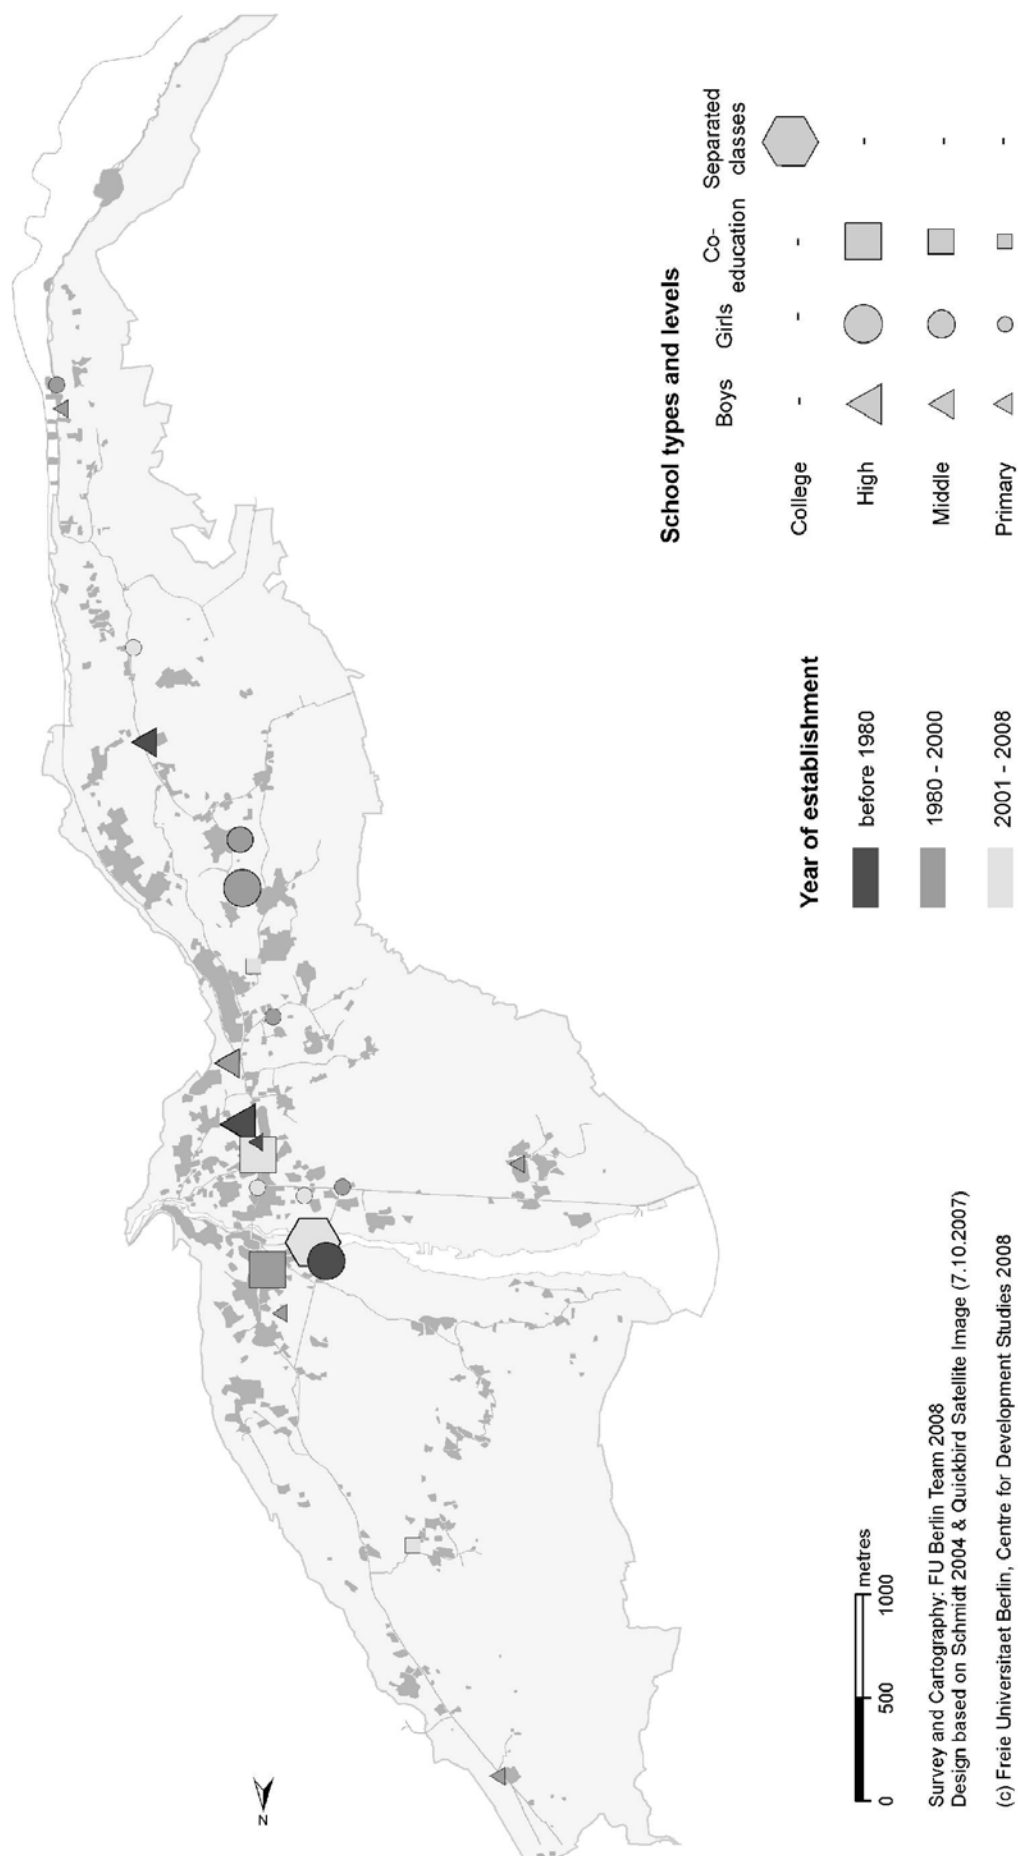 N
School types and levels
Boys
Girls
Co-
education
Separated
classes
College - - -
High -
Middle -
Primary -
Year of establishment
before 1980
1980 - 2000
2001 - 2008
0 500 1000 metres
Survey and Cartography: FU Berlin Team 2008
Design based on Schmidt 2004 & Quickbird Satellite Image (7.10.2007)
(c) Freie Universitaet Berlin, Centre for Development Studies 2008